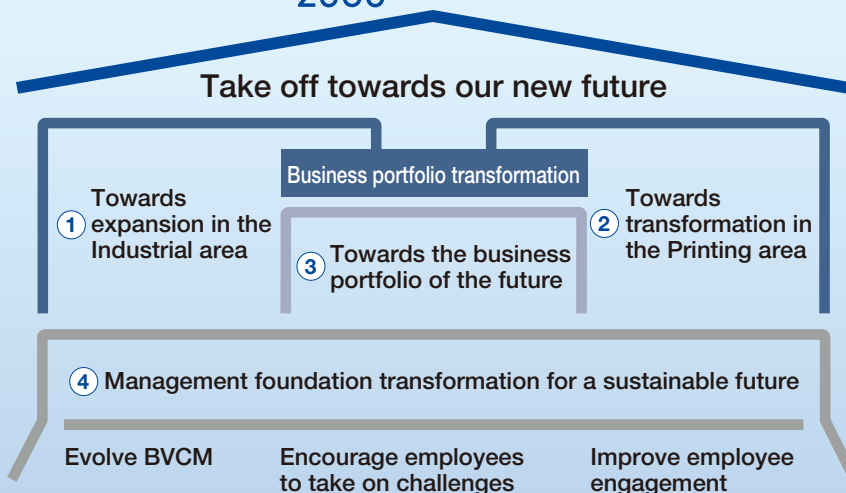 Take off towards our new future
Business portfolio transformation
1 Towards
expansion in the
Industrial area
2 Towards
transformation in
the Printing area
3 Towards the business
portfolio of the future
4 Management foundation transformation for a sustainable future
Evolve BVCM
Encourage employees
to take on challenges
Improve employee
engagement